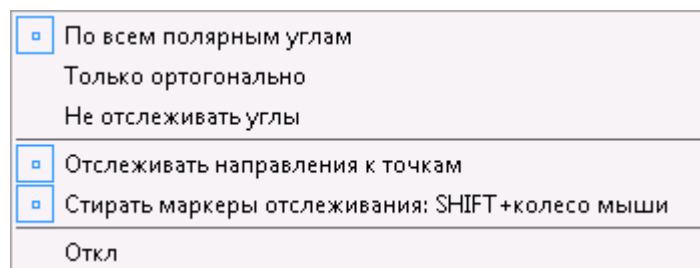 По всем полярным углам
Только ортогонально
Не отслеживать углы
Отслеживать направления к точкам
Стирать маркеры отслеживания: SHIFT+колесо мыши
Откл